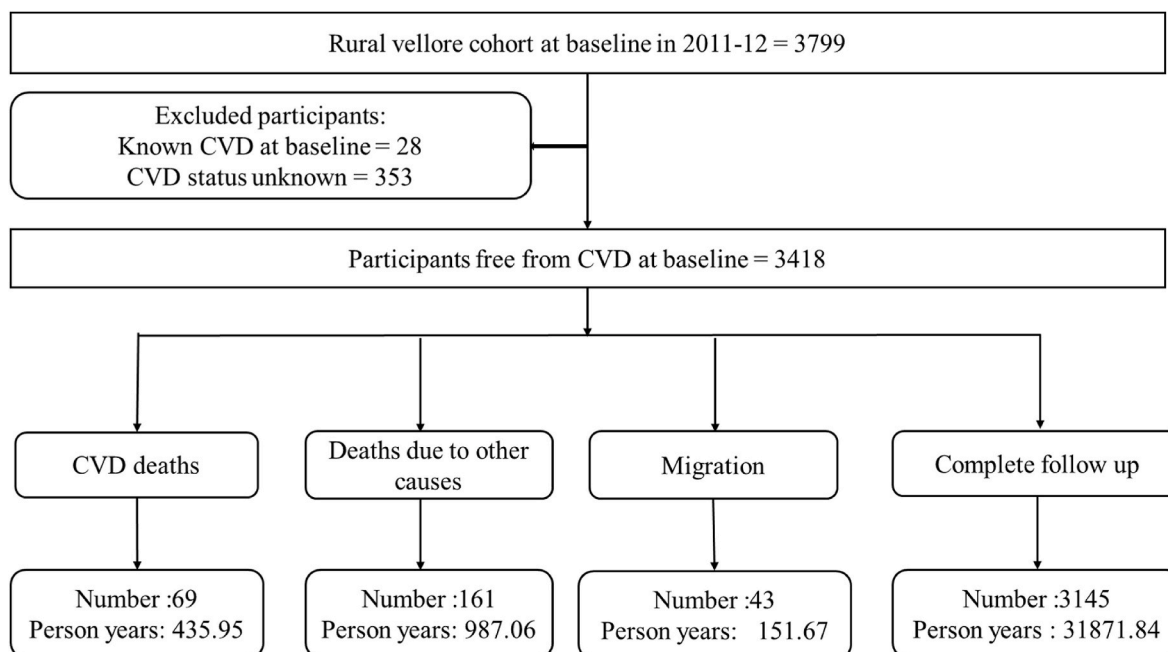 Rural vellore cohort at baseline in 2011-12 = 3799
Excluded participants:
Known CVD at baseline = 28
CVD status unknown = 353
Participants free from CVD at baseline = 3418
CVD deaths
Deaths due to other
causes
Migration
Complete follow up
Number :69
Person years: 435.95
Number :161
Person years: 987.06
Number :43
Person years: 151.67
Number :3145
Person years : 31871.84